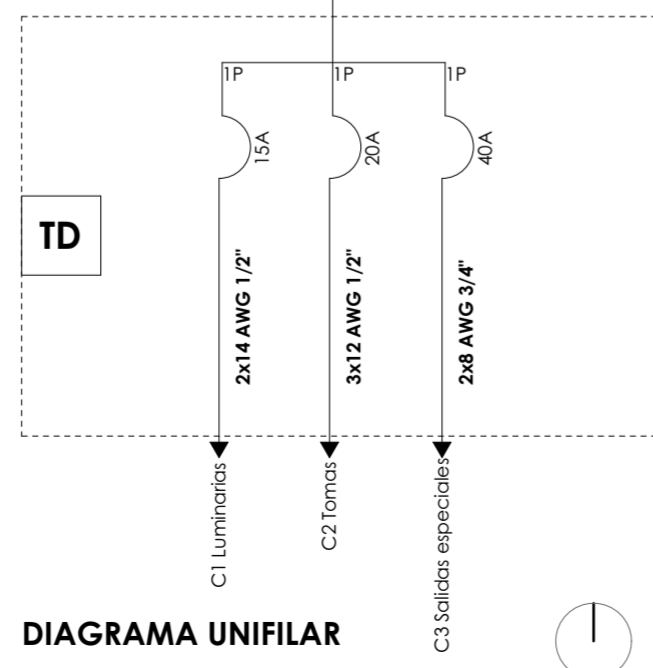 1P
1P
1P
15A
20A
40A
TD
2x14 AWG 1/2"
3x12 AWG 1/2"
2x8 AWG 3/4"
C1 Luminarias
C2 Tomas
C3 Salidas especiales
DIAGRAMA UNIFILAR